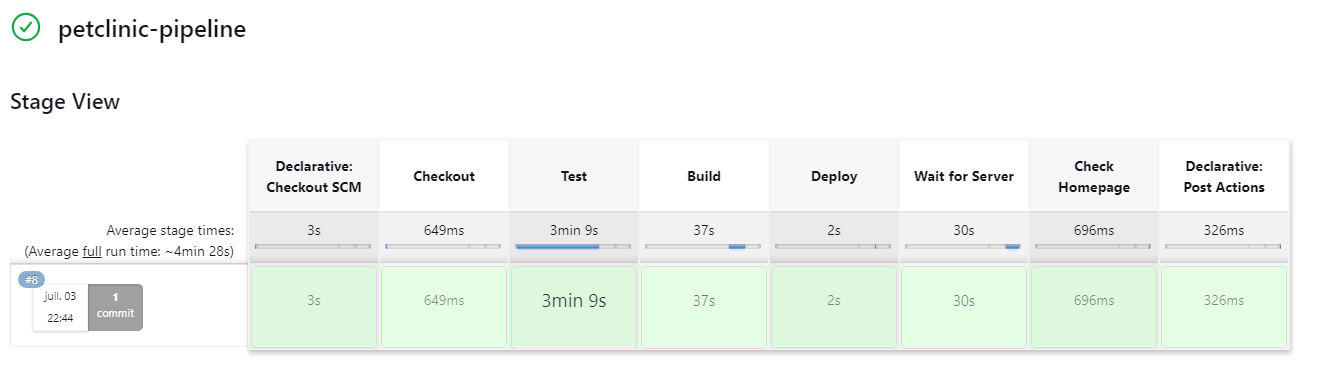 petclinic-pipeline
Stage View
Declarative: Checkout SCM
Checkout
Test
Build
Deploy
Wait for Server
Check Homepage
Declarative: Post Actions
Average stage times:
(Average full run time: ~4min 28s)
3s
649ms
3min 9s
37s
2s
30s
696ms
326ms
#8
juil. 03
22:44
1
commit
3s
649ms
3min 9s
37s
2s
30s
696ms
326ms